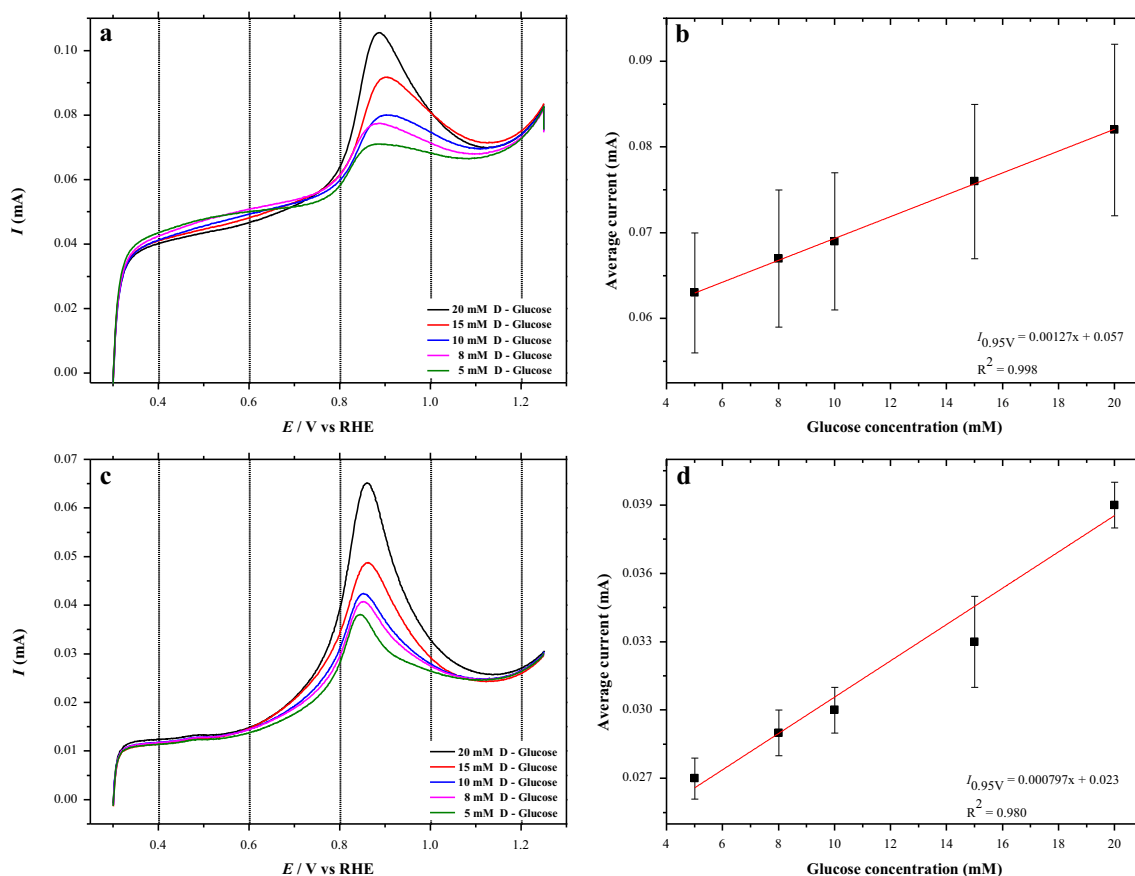 a
0.10
0.08
0.06
0.04
0.02
0.00
I (mA)
20 mM D - Glucose
15 mM D - Glucose
10 mM D - Glucose
8 mM D - Glucose
5 mM D - Glucose
0.4 0.6 0.8 1.0 1.2
E / V vs RHE
b
0.09
0.08
0.07
0.06
Average current (mA)
I0.95V = 0.00127x + 0.057
R2 = 0.998
4 6 8 10 12 14 16 18 20
Glucose concentration (mM)
c
0.07
0.06
0.05
0.04
0.03
0.02
0.01
0.00
I (mA)
20 mM D - Glucose
15 mM D - Glucose
10 mM D - Glucose
8 mM D - Glucose
5 mM D - Glucose
0.4 0.6 0.8 1.0 1.2
E / V vs RHE
d
0.039
0.036
0.033
0.030
0.027
Average current (mA)
I0.95V = 0.000797x + 0.023
R2 = 0.980
4 6 8 10 12 14 16 18 20
Glucose concentration (mM)